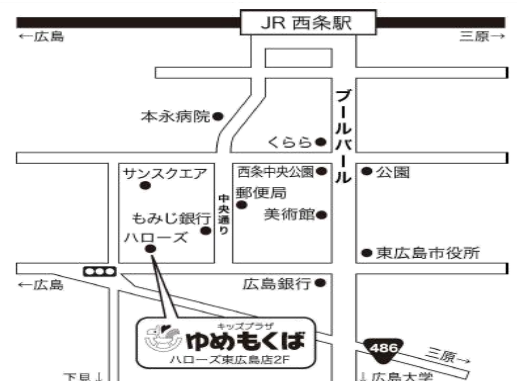 JR 西条駅
←広島
三原→
ブールバール
本永病院
くらら
サンスクエア
中央通り
西条中央公園
公園
郵便局
もみじ銀行
美術館
ハローズ
東広島市役所
←広島
広島銀行
キッズプラザ
ゆめもくば
ハローズ東広島店2F
486
三原→
下見↓
↓広島大学